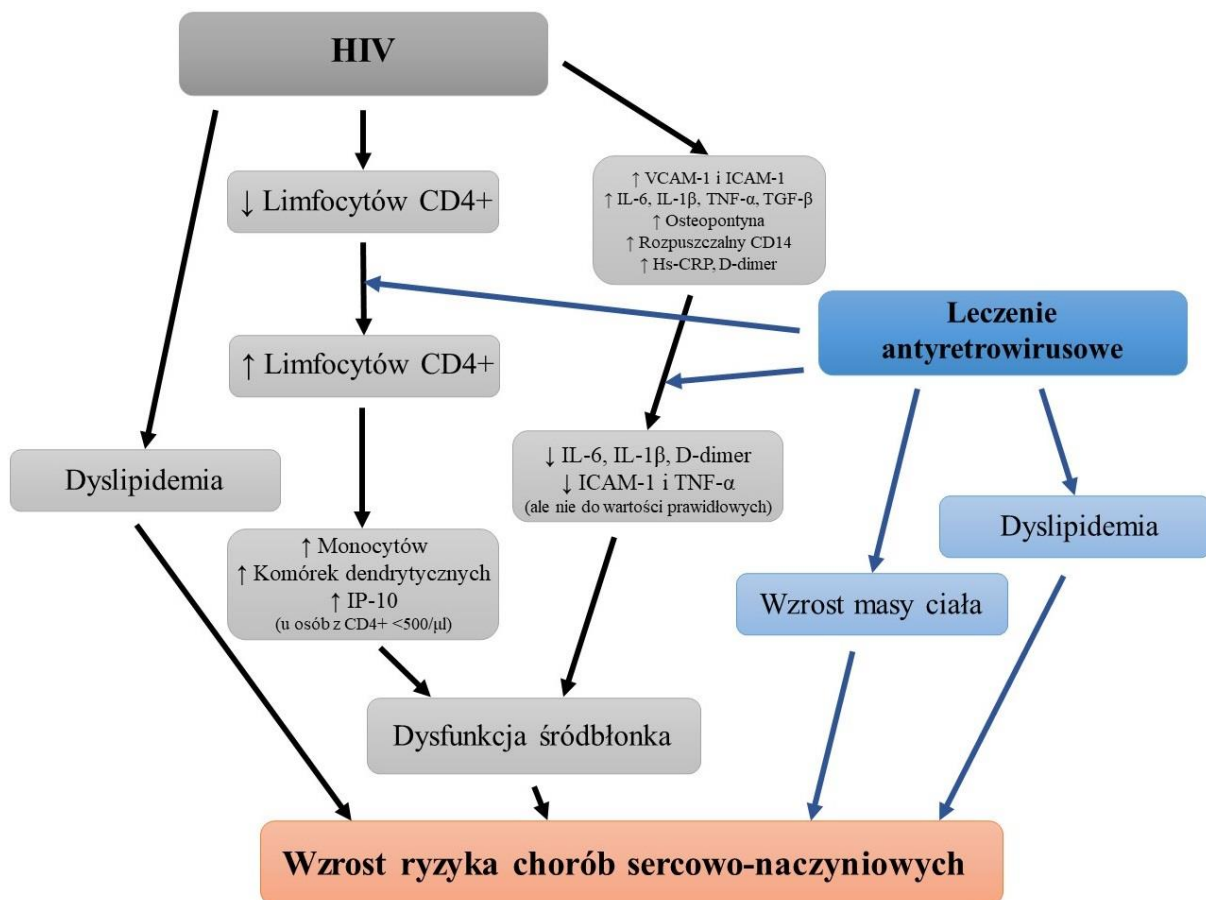 HIV
↓ Limfocytów CD4+
↑ VCAM-1 i ICAM-1
↑ IL-6, IL-1β, TNF-α, TGF-β
↑ Osteopontyna
↑ Rozpuszczalny CD14
↑ Hs-CRP, D-dimer
Leczenie
antyretrowirusowe
↑ Limfocytów CD4+
Dyslipidemia
↓ IL-6, IL-1β, D-dimer
↓ ICAM-1 i TNF-α
(ale nie do wartości prawidłowych)
Dyslipidemia
↑ Monocytów
↑ Komórek dendrytycznych
↑ IP-10
(u osób z CD4+ <500/µl)
Wzrost masy ciała
Dysfunkcja śródbłonka
Wzrost ryzyka chorób sercowo-naczyniowych